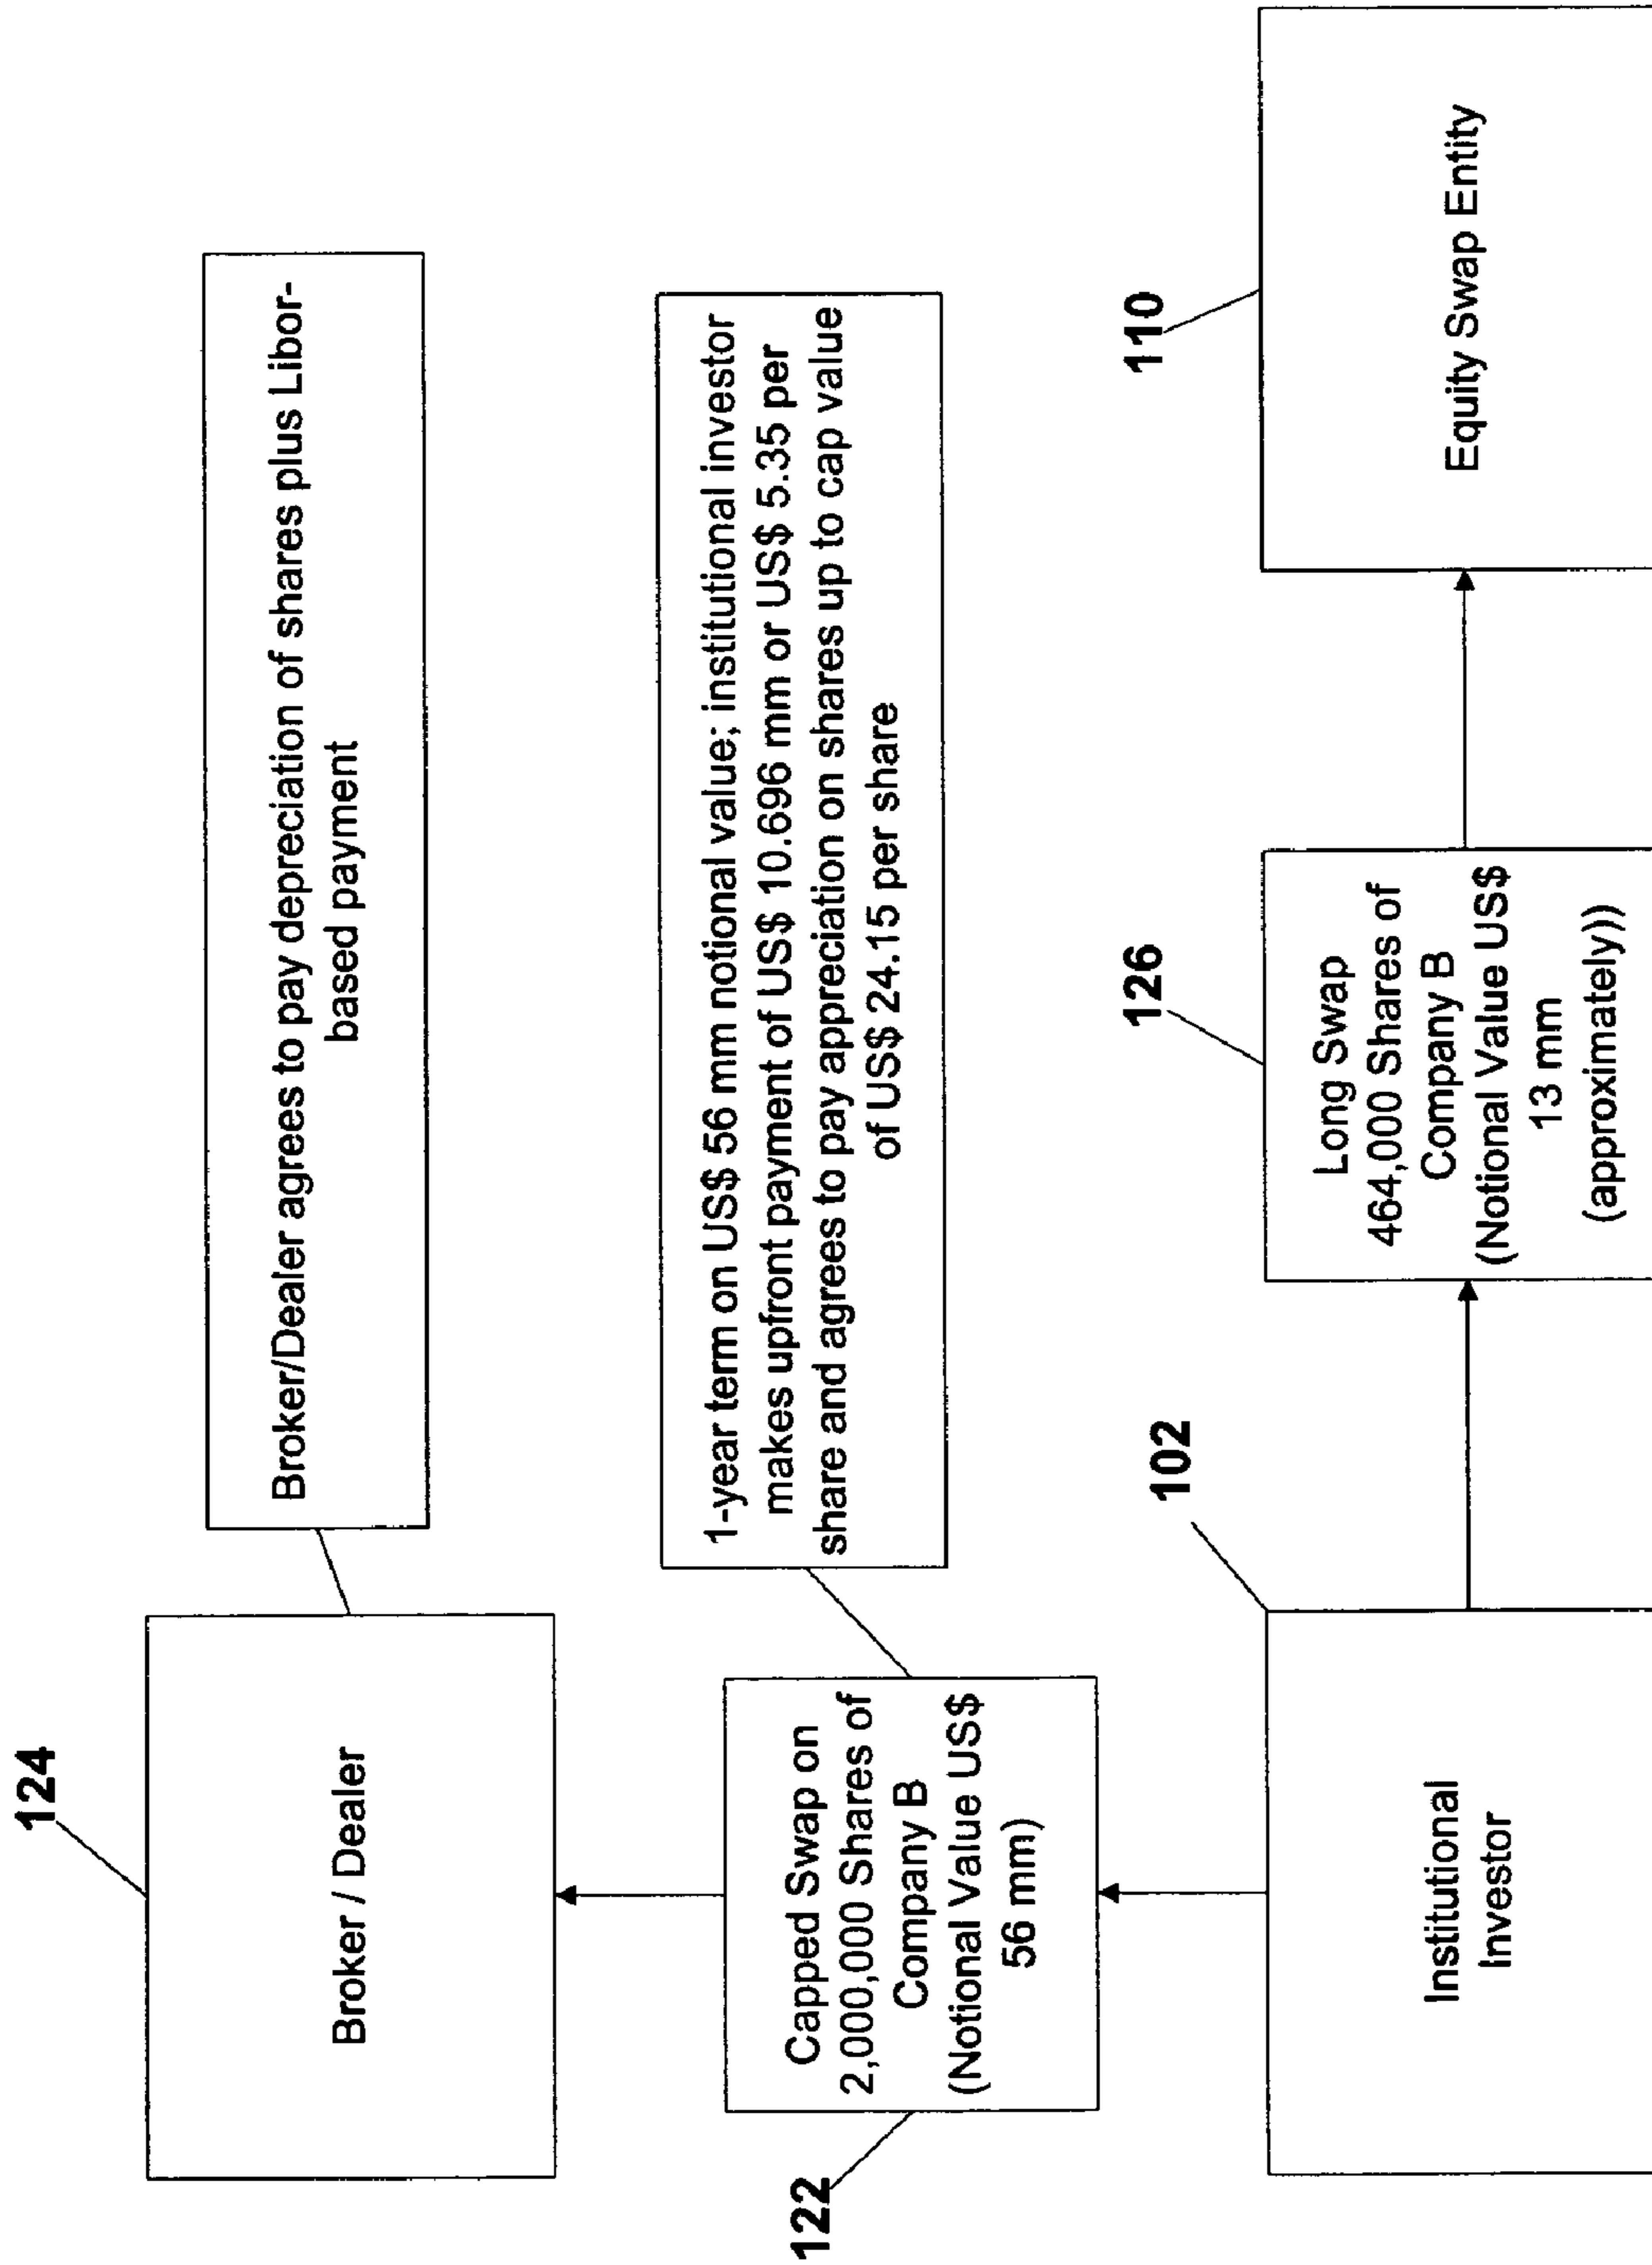 124
Broker / Dealer
Broker/Dealer agrees to pay depreciation of shares plus Libor-
based payment
122
Capped Swap on
2,000,000 Shares of
Company B
(Notional Value US$
56 mm)
1-year term on US$ 56 mm notional value; institutional investor
makes upfront payment of US$ 10.696 mm or US$ 5.35 per
share and agrees to pay appreciation on shares up to cap value
of US$ 24.15 per share
102
Institutional
Investor
126
Long Swap
464,000 Shares of
Company B
(Notional Value US$
13 mm
(approximately))
110
Equity Swap Entity